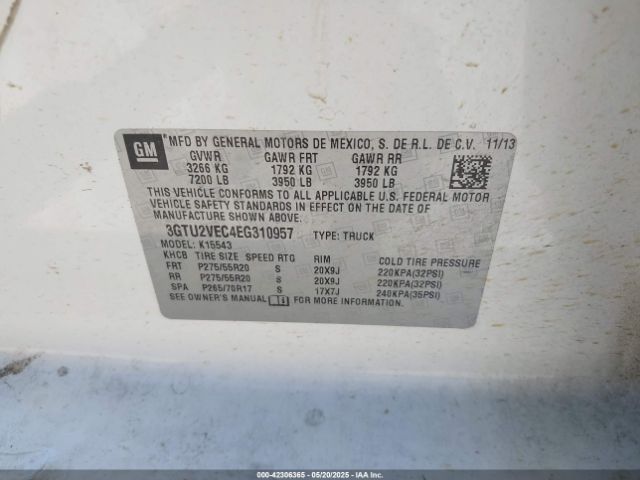 GM
*MFD BY GENERAL MOTORS DE MEXICO, S. DE R.L. DE C.V. 11/13
GVWR GAWR FRT GAWR RR
3266 KG 1792 KG 1792 KG
7200 LB 3950 LB 3950 LB
THIS VEHICLE CONFORMS TO ALL APPLICABLE U.S. FEDERAL MOTOR
VEHICLE SAFETY STANDARDS IN EFFECT ON THE DATE OF
MANUFACTURE SHOWN ABOVE.
3GTU2VEC4EG310957 TYPE: TRUCK
MODEL: K15543
KHCB TIRE SIZE SPEED RTG RIM COLD TIRE PRESSURE
FRT P275/55R20 S 20X9J 220KPA(32PSI)
RR P275/55R20 S 20X9J 220KPA(32PSI)
SPA P265/70R17 S 17X7J 240KPA(35PSI)
SEE OWNER'S MANUAL FOR MORE INFORMATION.
000-42306365 - 05/20/2025 - IAAI.COM